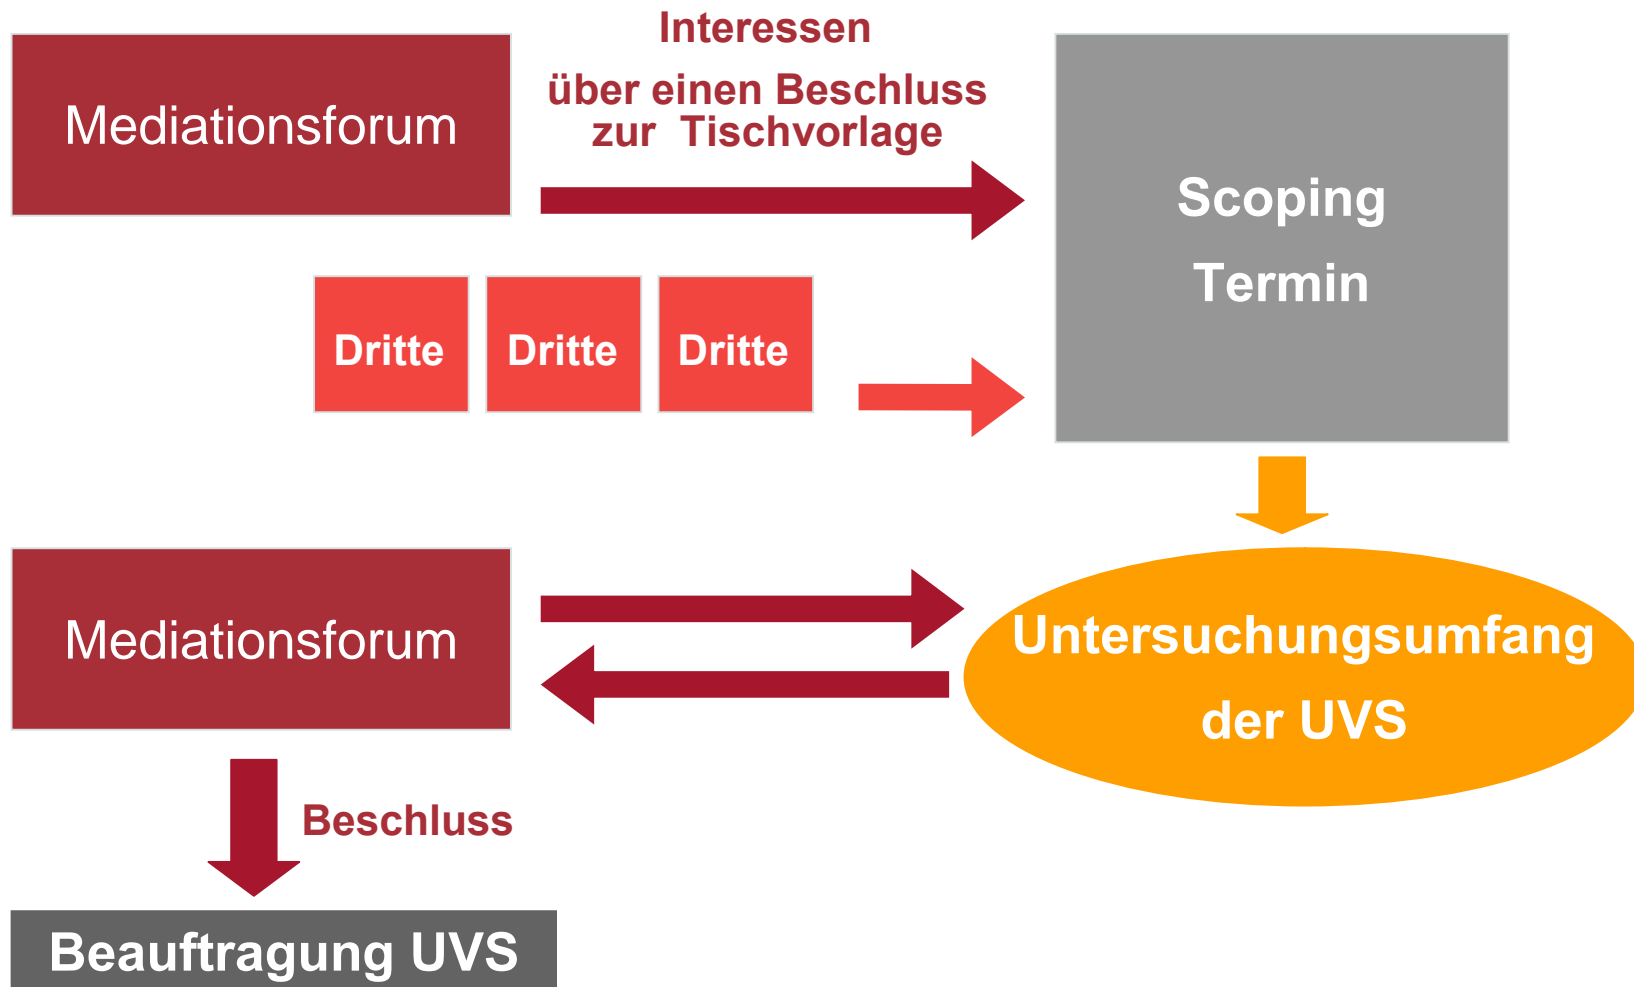 Interessen
über einen Beschluss
zur Tischvorlage
Mediationsforum
Scoping
Termin
Dritte Dritte Dritte
Mediationsforum
Untersuchungsumfang
der UVS
Beschluss
Beauftragung UVS